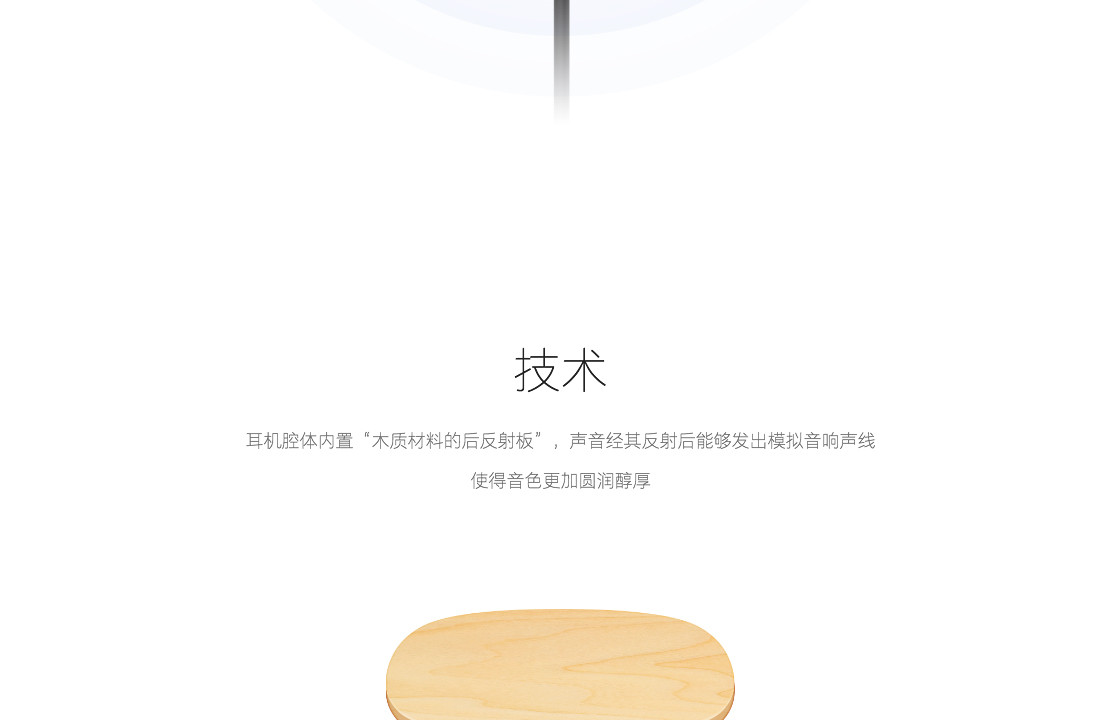 技术
耳机腔体内置“木质材料的后反射板”，声音经其反射后能够发出模拟音响声线
使得音色更加圆润醇厚